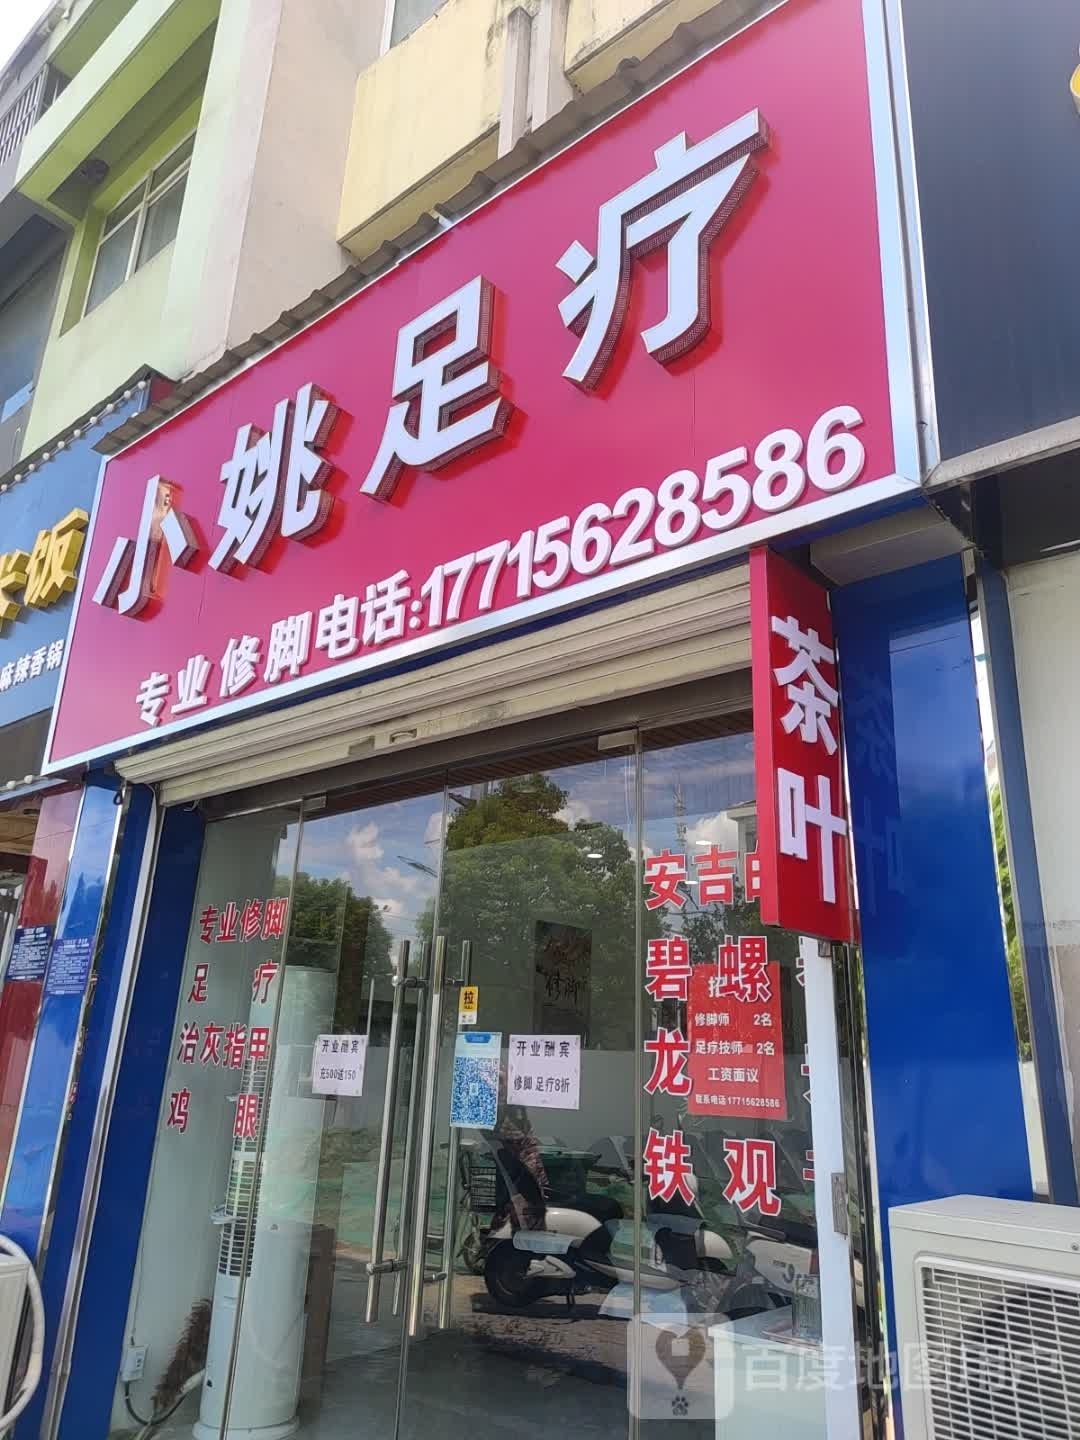 小姚足疗
专业修脚电话:17715628586
饭
麻辣香锅
茶叶
专业修脚
足疗
治灰指甲
鸡眼
开业酬宾
充500送150
拉
开业酬宾
修脚 足疗8折
修脚
安吉
碧螺
龙
铁观
招
修脚师 2名
足疗技师 2名
工资面议
联系电话17715628586
百度地图